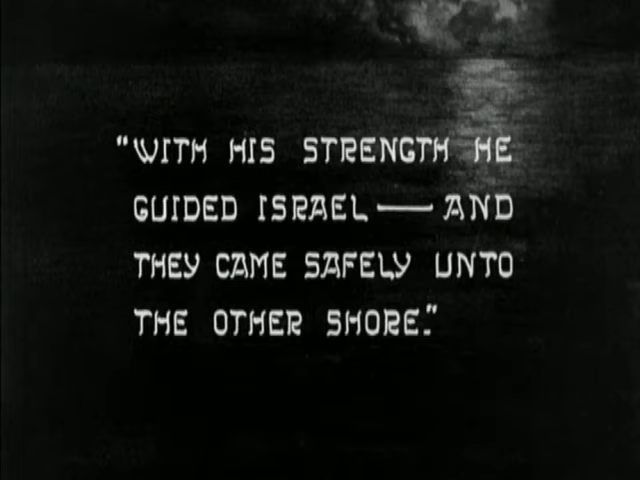 "WITH HIS STRENGTH HE
GUIDED ISRAEL — AND
THEY CAME SAFELY UNTO
THE OTHER SHORE."